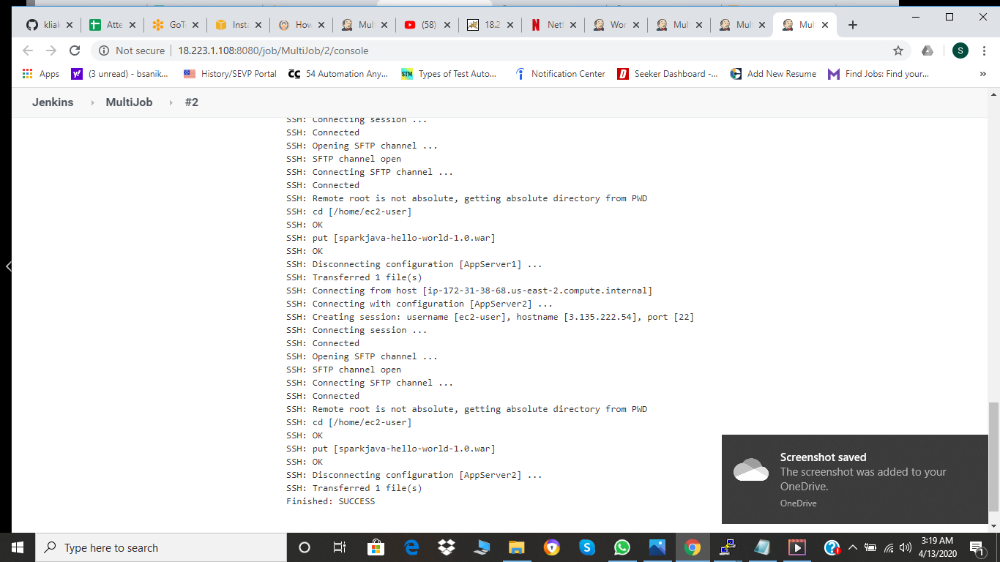 kliak
Atte
GoT
Insta
How
Mul
(58)
18.2
Netf
Wor
Mul
Mul
Mul
Not secure
18.223.1.108:8080/job/MultiJob/2/console
S
Apps
(3 unread) - bsanik...
History/SEVP Portal
54 Automation Any...
STM
Types of Test Auto...
Notification Center
Seeker Dashboard -...
Add New Resume
Find Jobs: Find your...
»
Jenkins
MultiJob
#2
SSH: Connecting session ...
SSH: Connected
SSH: Opening SFTP channel ...
SSH: SFTP channel open
SSH: Connecting SFTP channel ...
SSH: Connected
SSH: Remote root is not absolute, getting absolute directory from PWD
SSH: cd [/home/ec2-user]
SSH: OK
SSH: put [sparkjava-hello-world-1.0.war]
SSH: OK
SSH: Disconnecting configuration [AppServer1] ...
SSH: Transferred 1 file(s)
SSH: Connecting from host [ip-172-31-38-68.us-east-2.compute.internal]
SSH: Connecting with configuration [AppServer2] ...
SSH: Creating session: username [ec2-user], hostname [3.135.222.54], port [22]
SSH: Connecting session ...
SSH: Connected
SSH: Opening SFTP channel ...
SSH: SFTP channel open
SSH: Connecting SFTP channel ...
SSH: Connected
SSH: Remote root is not absolute, getting absolute directory from PWD
SSH: cd [/home/ec2-user]
SSH: OK
SSH: put [sparkjava-hello-world-1.0.war]
SSH: OK
SSH: Disconnecting configuration [AppServer2] ...
SSH: Transferred 1 file(s)
Finished: SUCCESS
Screenshot saved
The screenshot was added to your
OneDrive.
OneDrive
Type here to search
3:19 AM
4/13/2020
1